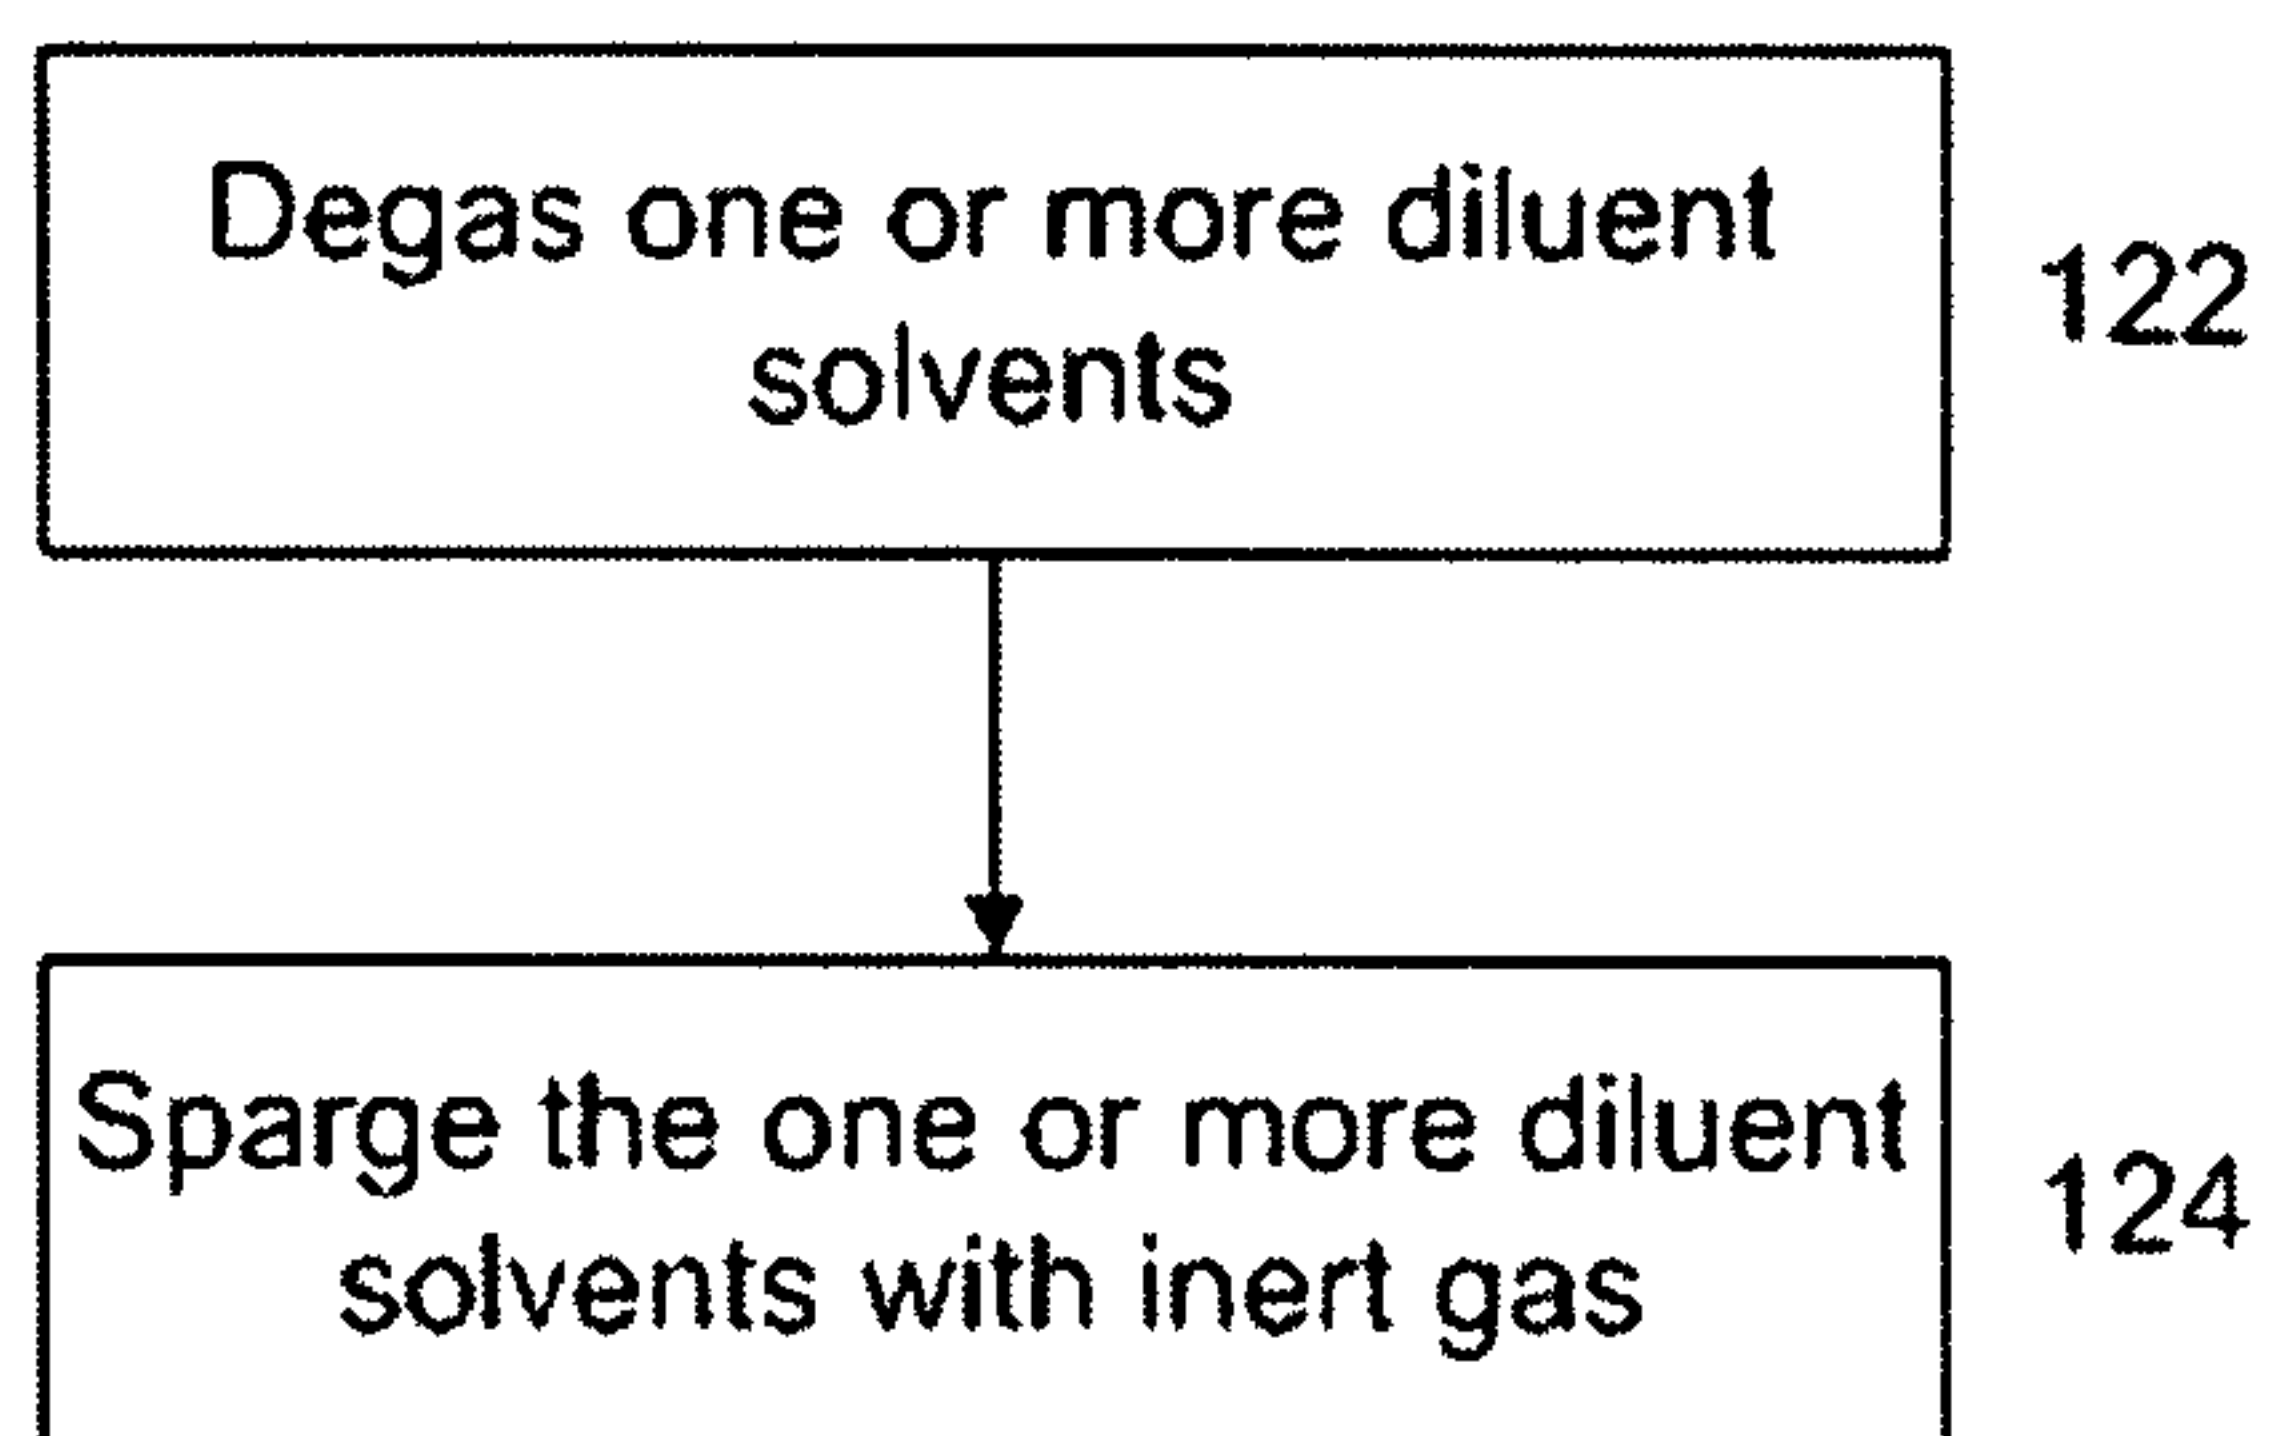 Degas one or more diluent
solvents
122
Sparge the one or more diluent
solvents with inert gas
124